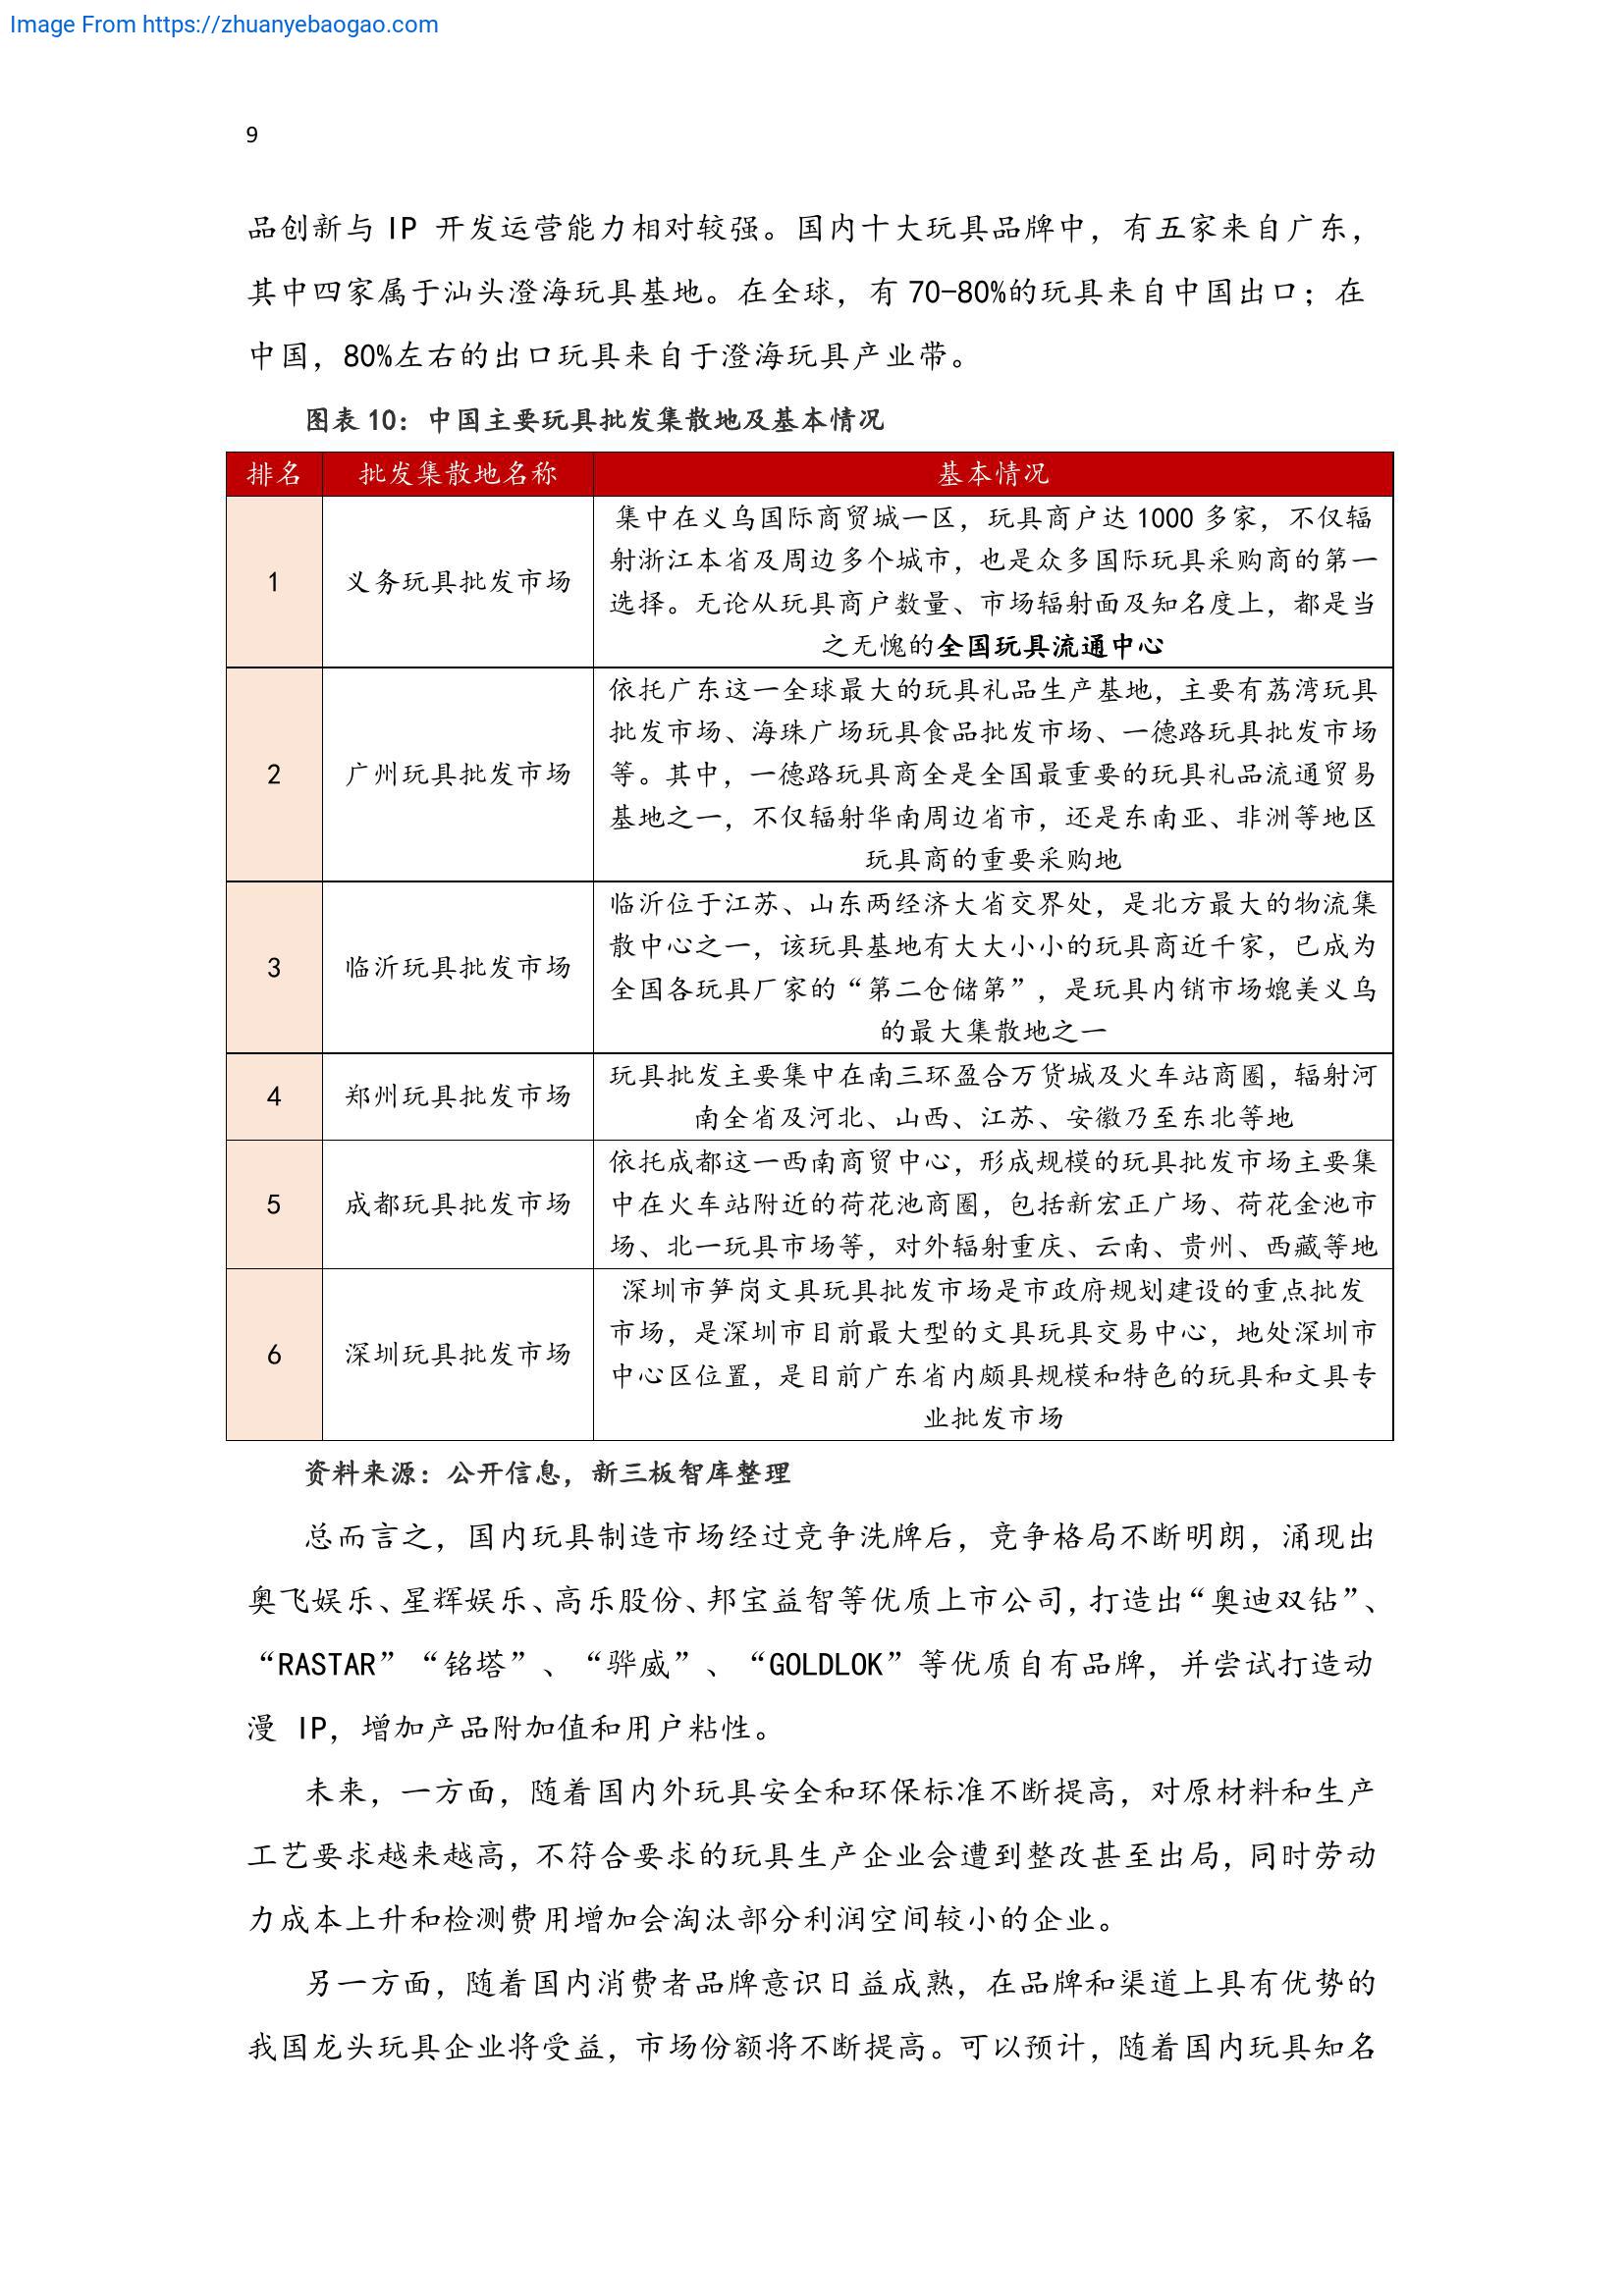 Image From https://zhuanyebaogao.com
9
品创新与 IP 开发运营能力相对较强。国内十大玩具品牌中，有五家来自广东，
其中四家属于汕头澄海玩具基地。在全球，有 70-80%的玩具来自中国出口；在
中国，80%左右的出口玩具来自于澄海玩具产业带。
图表 10：中国主要玩具批发集散地及基本情况
排名 批发集散地名称 基本情况
1 义务玩具批发市场
集中在义乌国际商贸城一区，玩具商户达 1000 多家，不仅辐
射浙江本省及周边多个城市，也是众多国际玩具采购商的第一
选择。无论从玩具商户数量、市场辐射面及知名度上，都是当
之无愧的全国玩具流通中心
2 广州玩具批发市场
依托广东这一全球最大的玩具礼品生产基地，主要有荔湾玩具
批发市场、海珠广场玩具食品批发市场、一德路玩具批发市场
等。其中，一德路玩具商全是全国最重要的玩具礼品流通贸易
基地之一，不仅辐射华南周边省市，还是东南亚、非洲等地区
玩具商的重要采购地
3 临沂玩具批发市场
临沂位于江苏、山东两经济大省交界处，是北方最大的物流集
散中心之一，该玩具基地有大大小小的玩具商近千家，已成为
全国各玩具厂家的“第二仓储第”，是玩具内销市场媲美义乌
的最大集散地之一
4 郑州玩具批发市场
玩具批发主要集中在南三环盈合万货城及火车站商圈，辐射河
南全省及河北、山西、江苏、安徽乃至东北等地
5 成都玩具批发市场
依托成都这一西南商贸中心，形成规模的玩具批发市场主要集
中在火车站附近的荷花池商圈，包括新宏正广场、荷花金池市
场、北一玩具市场等，对外辐射重庆、云南、贵州、西藏等地
6 深圳玩具批发市场
深圳市笋岗文具玩具批发市场是市政府规划建设的重点批发
市场，是深圳市目前最大型的文具玩具交易中心，地处深圳市
中心区位置，是目前广东省内颇具规模和特色的玩具和文具专
业批发市场
资料来源：公开信息，新三板智库整理
总而言之，国内玩具制造市场经过竞争洗牌后，竞争格局不断明朗，涌现出
奥飞娱乐、星辉娱乐、高乐股份、邦宝益智等优质上市公司，打造出“奥迪双钻”、
“RASTAR”“铭塔”、“骅威”、“GOLDLOK”等优质自有品牌，并尝试打造动
漫 IP，增加产品附加值和用户粘性。
未来，一方面，随着国内外玩具安全和环保标准不断提高，对原材料和生产
工艺要求越来越高，不符合要求的玩具生产企业会遭到整改甚至出局，同时劳动
力成本上升和检测费用增加会淘汰部分利润空间较小的企业。
另一方面，随着国内消费者品牌意识日益成熟，在品牌和渠道上具有优势的
我国龙头玩具企业将受益，市场份额将不断提高。可以预计，随着国内玩具知名